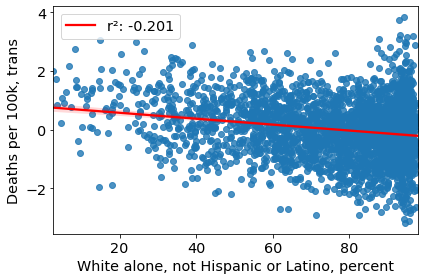 r²: -0.201
Deaths per 100k, trans
4
2
0
−2
20
40
60
80
White alone, not Hispanic or Latino, percent